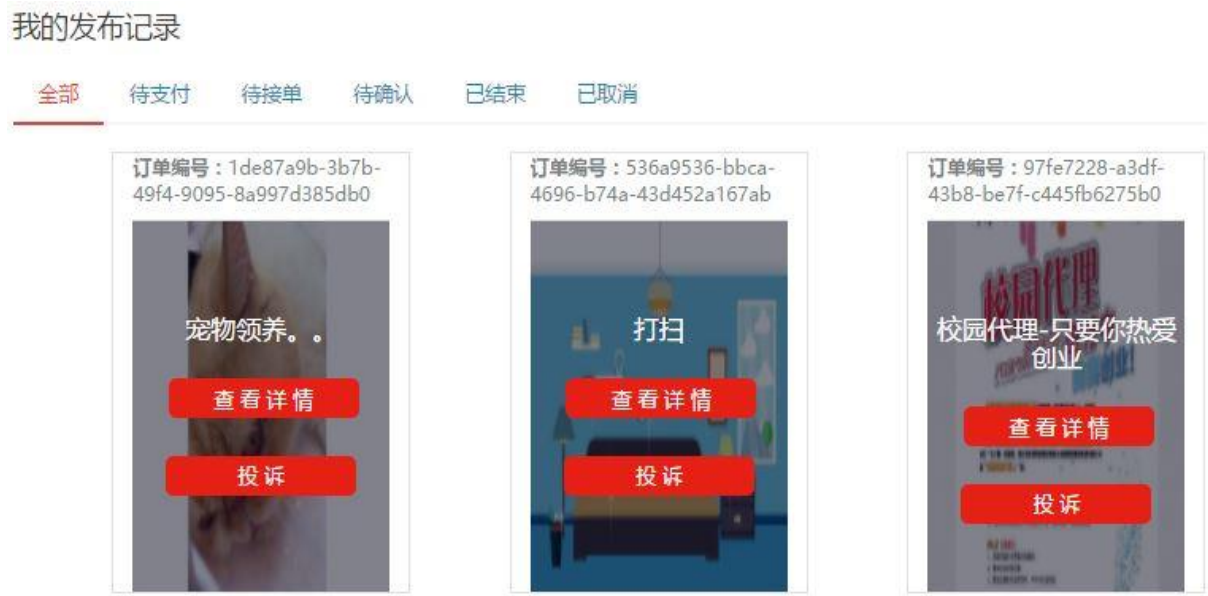 我的发布记录
全部 待支付 待接单 待确认 已结束 已取消
订单编号：1de87a9b-3b7b-
49f4-9095-8a997d385db0
宠物领养。。
查看详情
投诉
订单编号：536a9536-bbca-
4696-b74a-43d452a167ab
打扫
查看详情
投诉
订单编号：97fe7228-a3df-
43b8-be7f-c445fb6275b0
校园代理
校园代理-只要你热爱
创业
查看详情
投诉